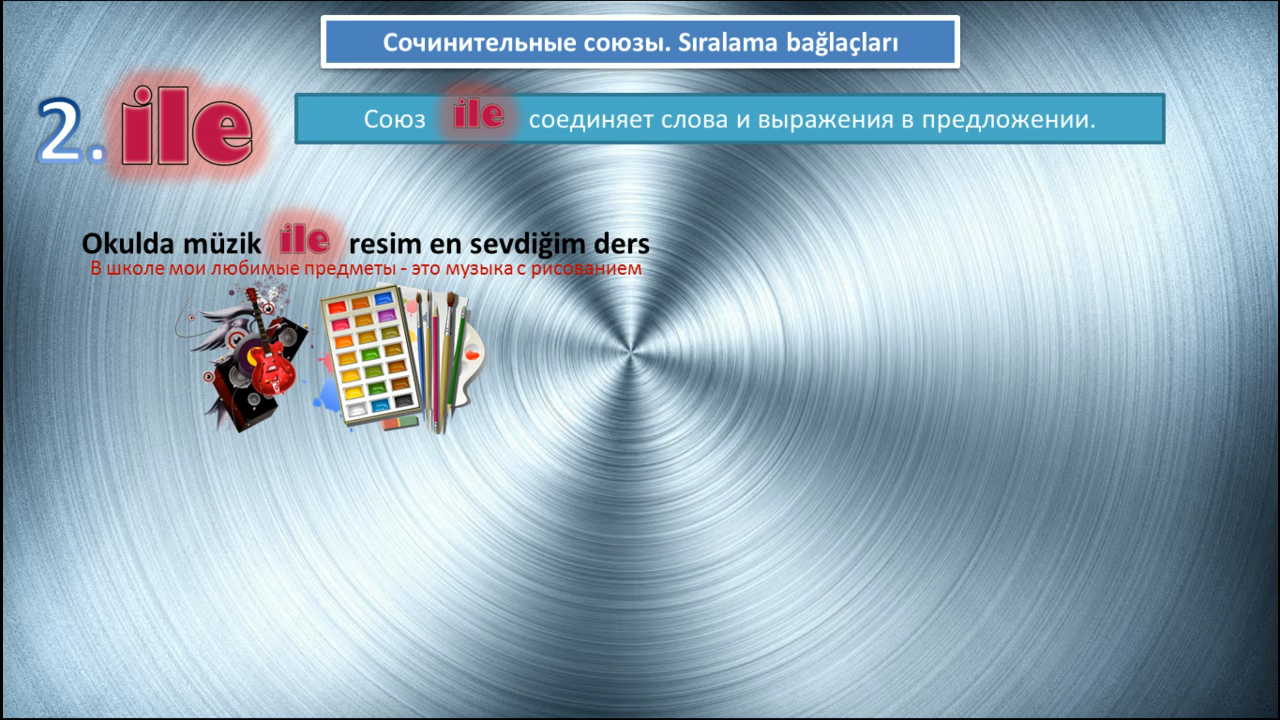 Сочинительные союзы. Sıralama bağlaçları
2. ile
Союз ile соединяет слова и выражения в предложении.
Okulda müzik ile resim en sevdiğim ders
В школе мои любимые предметы - это музыка с рисованием